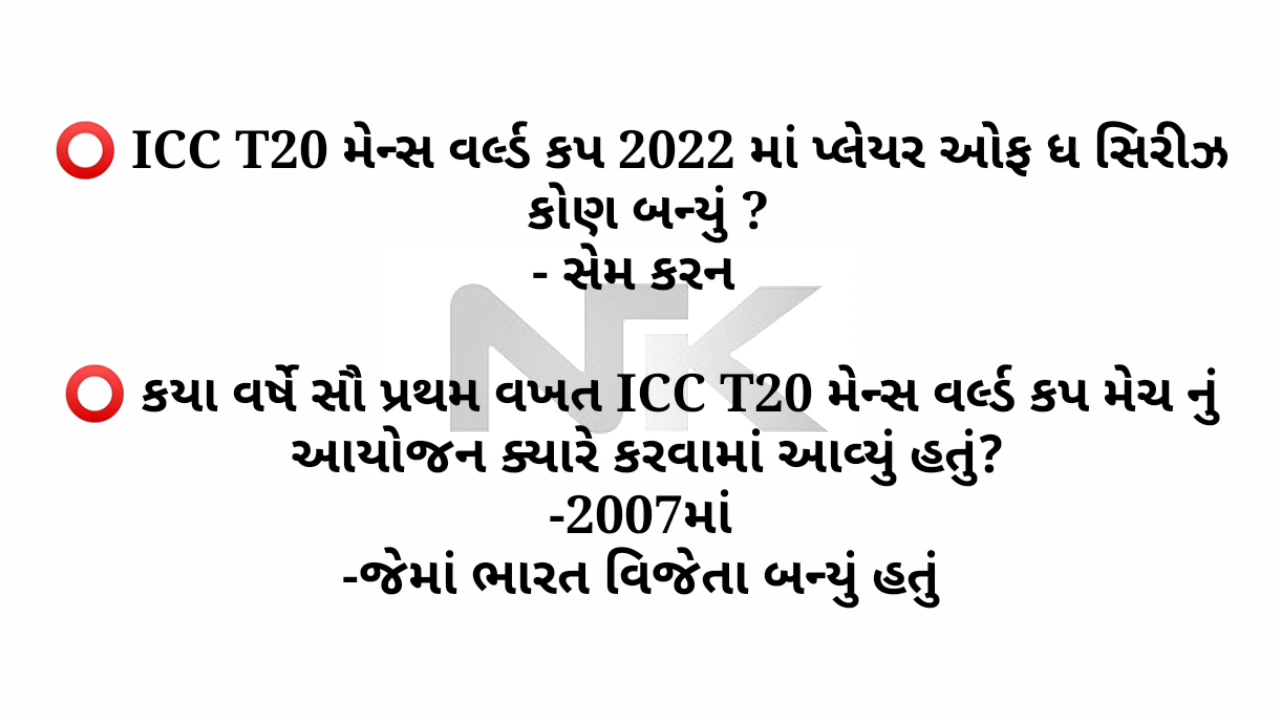 ⭕ ICC T20 મેન્સ વર્લ્ડ કપ 2022 માં પ્લેયર ઓફ ધ સિરીઝ
કોણ બન્યું ?
- સેમ કરન
NTK
⭕ કયા વર્ષે સૌ પ્રથમ વખત ICC T20 મેન્સ વર્લ્ડ કપ મેચ નું
આયોજન ક્યારે કરવામાં આવ્યું હતું?
-2007માં
-જેમાં ભારત વિજેતા બન્યું હતું